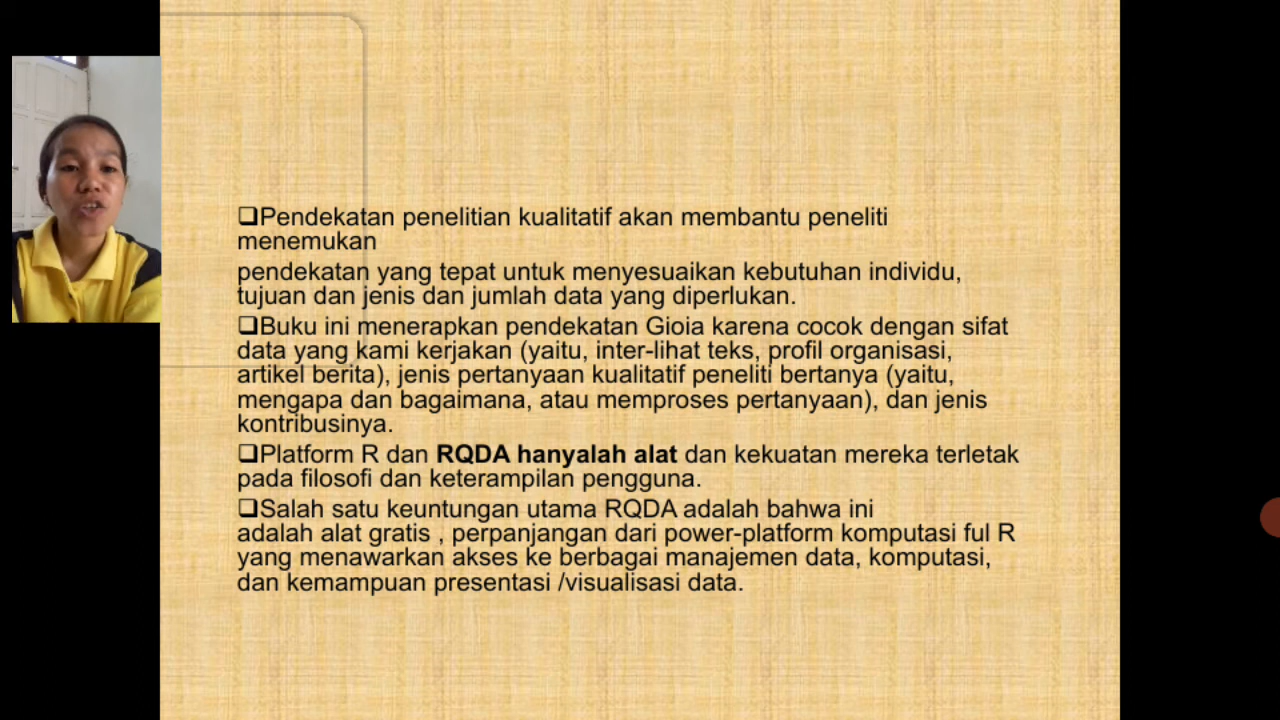 ❑Pendekatan penelitian kualitatif akan membantu peneliti
menemukan
pendekatan yang tepat untuk menyesuaikan kebutuhan individu,
tujuan dan jenis dan jumlah data yang diperlukan.
❑Buku ini menerapkan pendekatan Gioia karena cocok dengan sifat
data yang kami kerjakan (yaitu, inter-lihat teks, profil organisasi,
artikel berita), jenis pertanyaan kualitatif peneliti bertanya (yaitu,
mengapa dan bagaimana, atau memproses pertanyaan), dan jenis
kontribusinya.
❑Platform R dan RQDA hanyalah alat dan kekuatan mereka terletak
pada filosofi dan keterampilan pengguna.
❑Salah satu keuntungan utama RQDA adalah bahwa ini
adalah alat gratis , perpanjangan dari power-platform komputasi ful R
yang menawarkan akses ke berbagai manajemen data, komputasi,
dan kemampuan presentasi /visualisasi data.